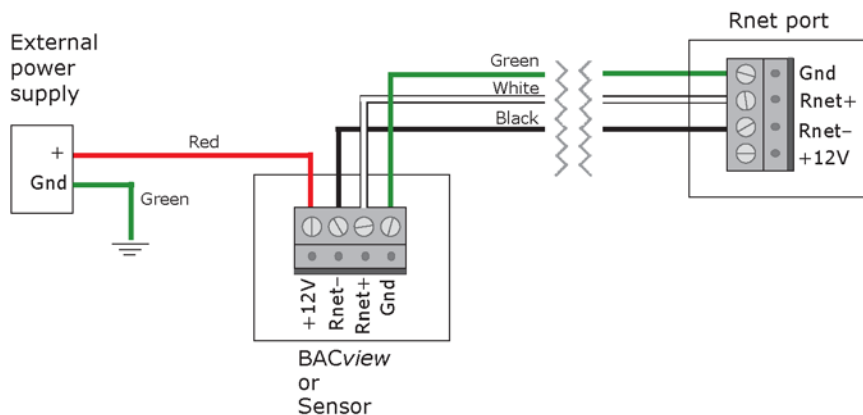 Rnet port
External
power
supply
Green
Gnd
White
Rnet+
Black
Rnet–
+12V
+
Red
Gnd
Green
+12V
Rnet–
Rnet+
Gnd
BACview
or
Sensor